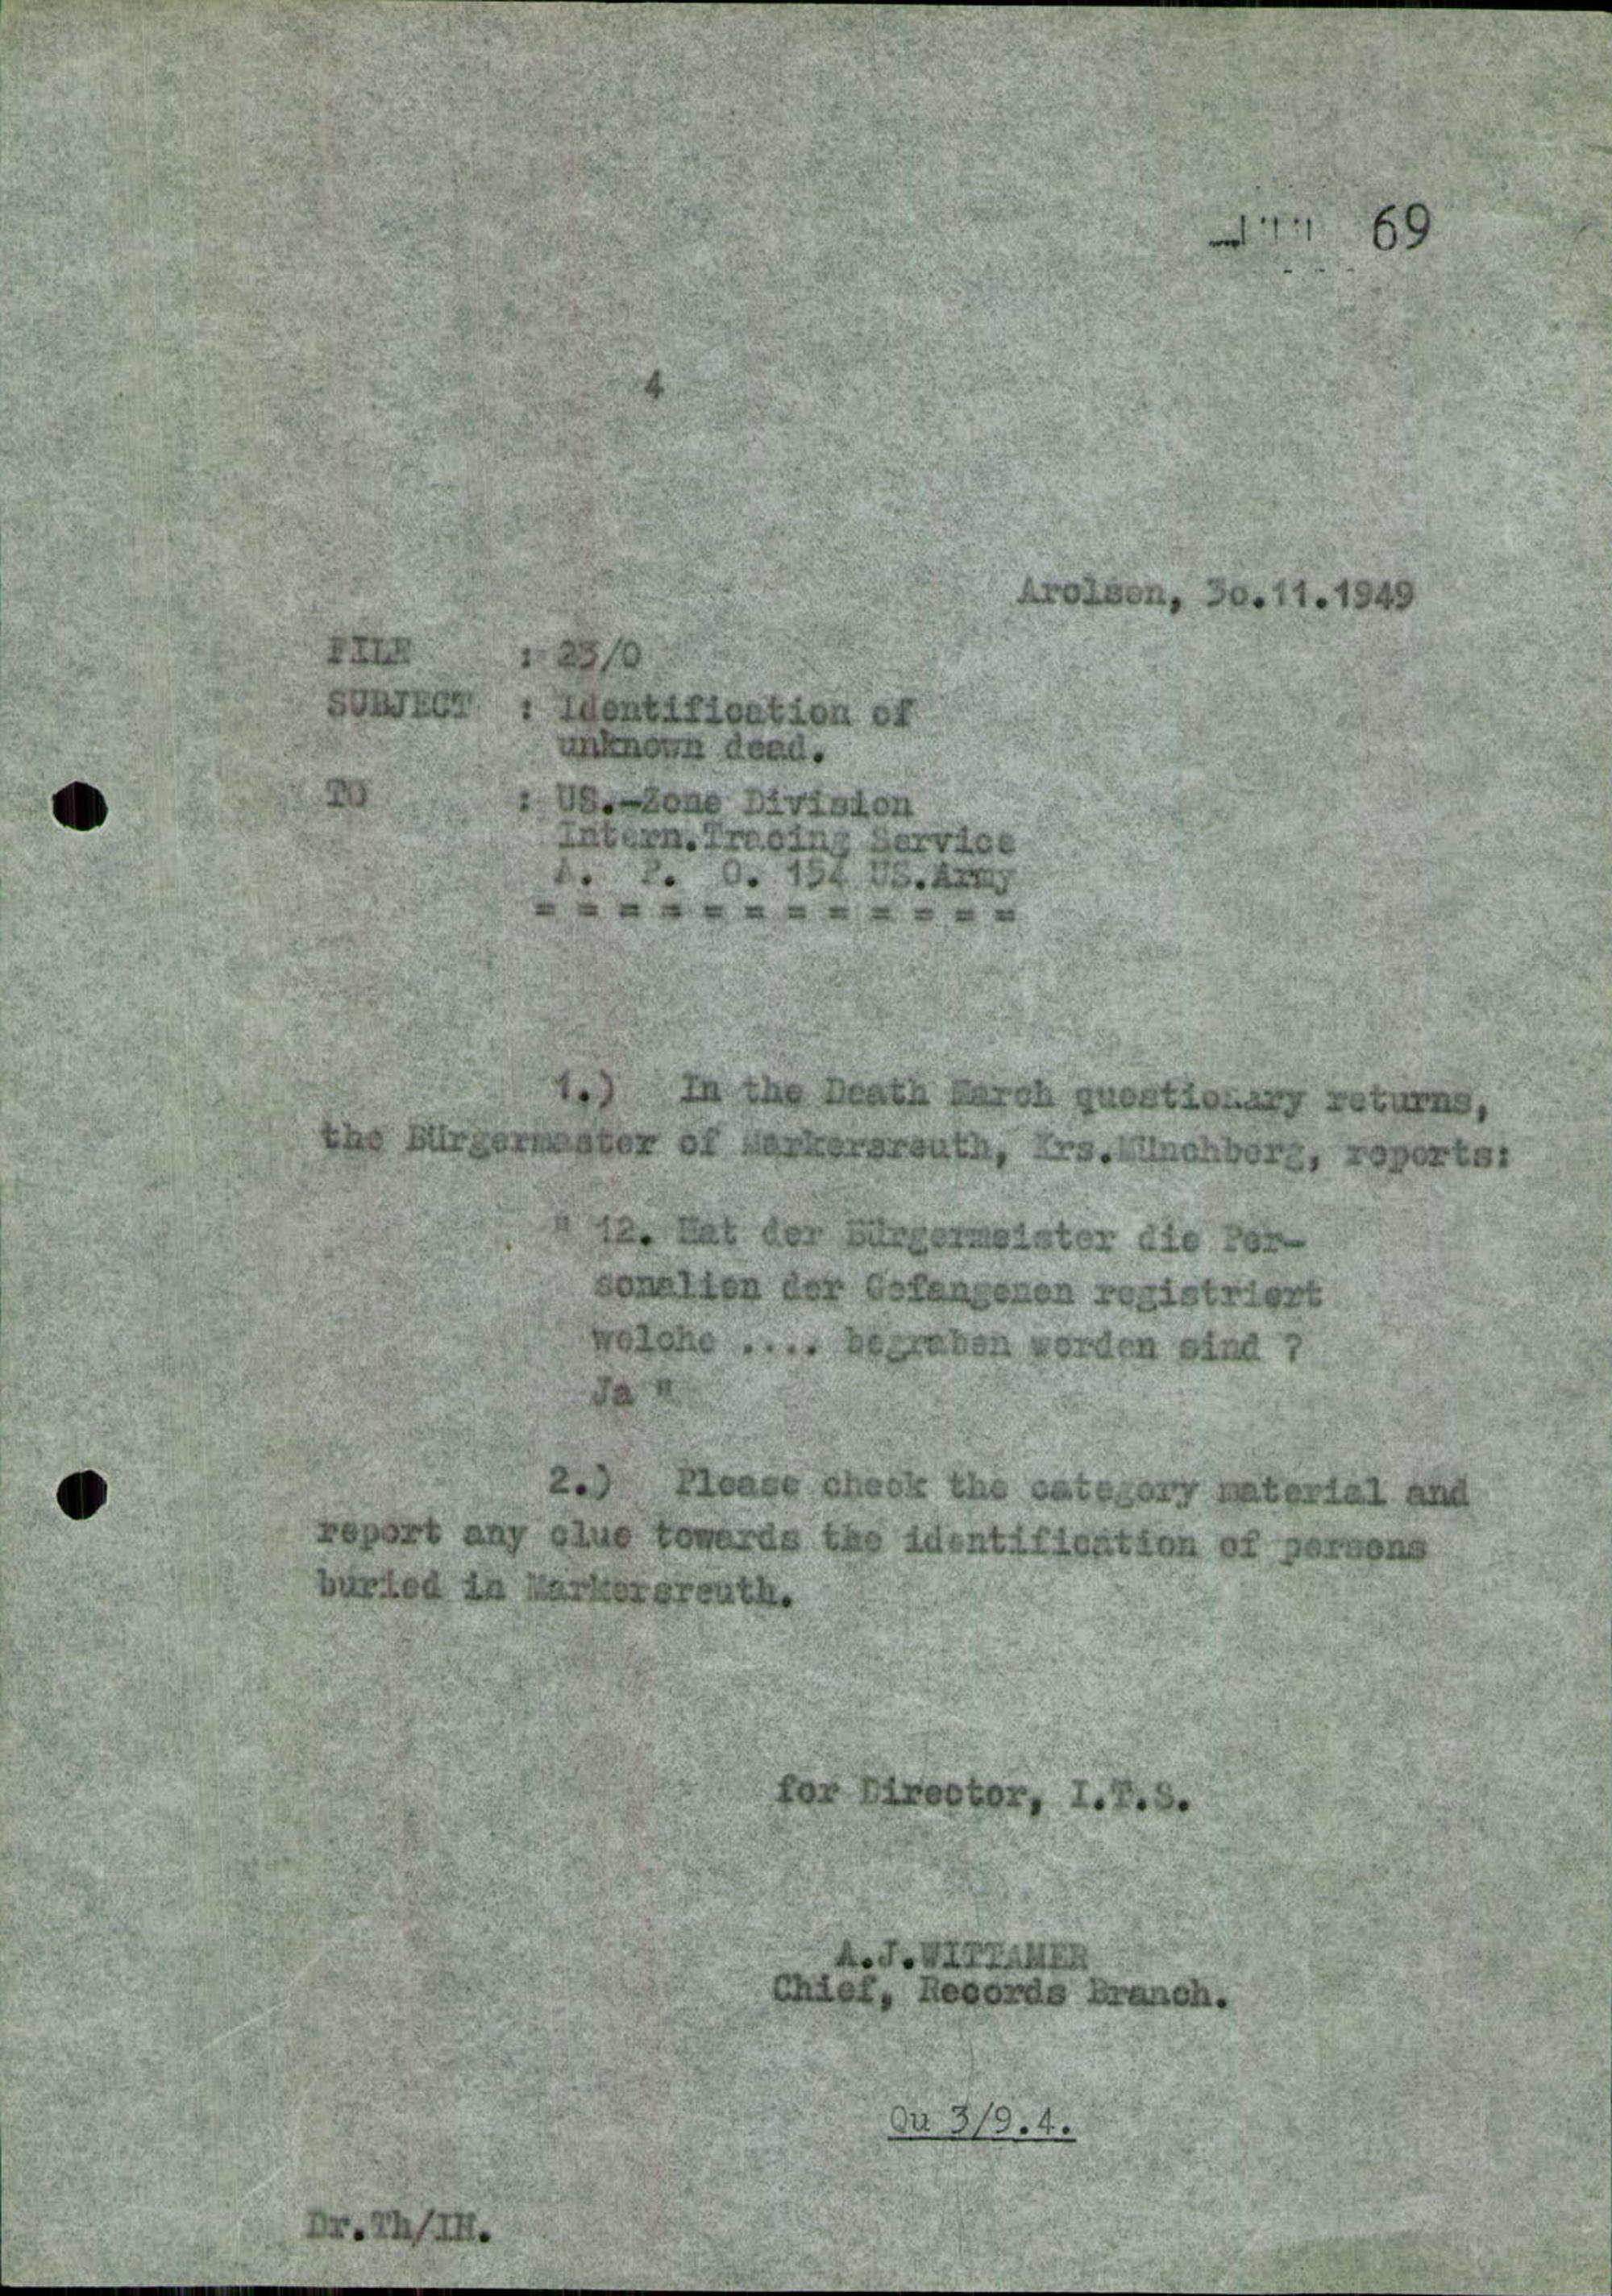 69
4
Arolsen, 30.11.1949
FILE : 23/0
SUBJECT : Identification of
unknown dead.
TO : US.-Zone Division
Intern.Tracing Service
A. P. O. 154 US.Army
= = = = = = = = = = = =
1.) In the Death March questionary returns,
the Bürgermaster of Markersreuth, Krs.Münchberg, reports:
" 12. Hat der Bürgermeister die Per-
sonalien der Gefangenen registriert
welche .... begraben worden sind ?
Ja "
2.) Please check the category material and
report any clue towards the identification of persons
buried in Markersreuth.
for Director, I.T.S.
A.J.WITTAMER
Chief, Records Branch.
Qu 3/9.4.
Dr.Th/IH.